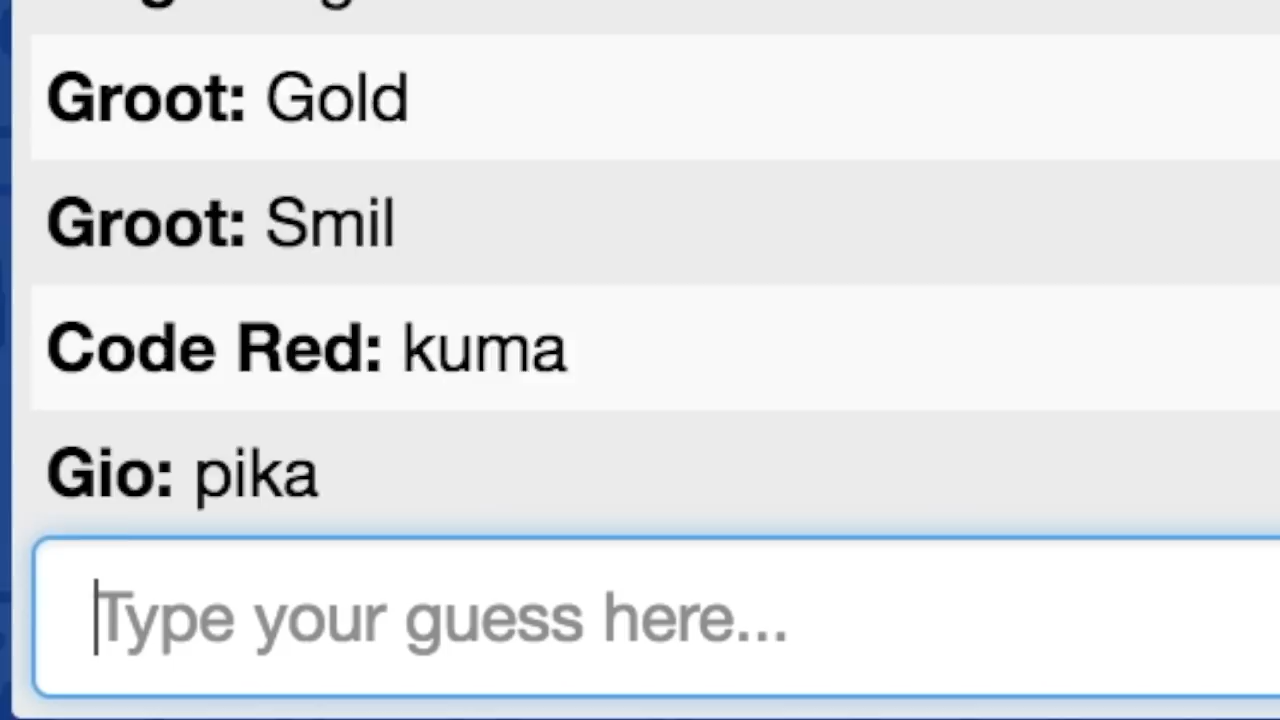 Groot: Gold
Groot: Smil
Code Red: kuma
Gio: pika
Type your guess here...